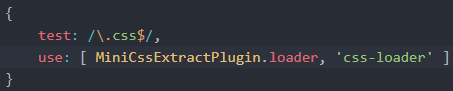 {
    test: /\.css$/,
    use: [ MiniCssExtractPlugin.loader, 'css-loader' ]
}